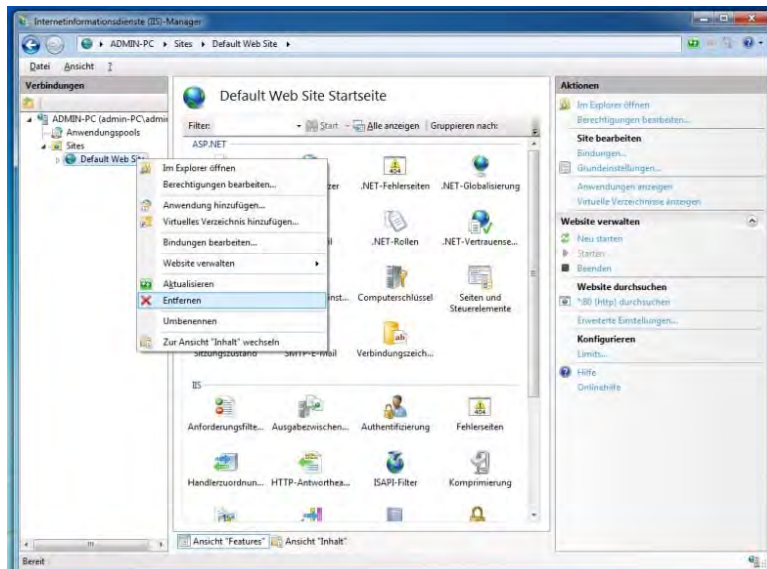 Internetinformationsdienste (IIS)-Manager
ADMIN-PC
Sites
Default Web Site
Datei Ansicht ?
Verbindungen
ADMIN-PC (admin-PC\admin
Anwendungspools
Sites
Default Web Site
Im Explorer öffnen
Berechtigungen bearbeiten...
Anwendung hinzufügen...
Virtuelles Verzeichnis hinzufügen...
Bindungen bearbeiten...
Website verwalten
Aktualisieren
Entfernen
Umbenennen
Zur Ansicht "Inhalt" wechseln
Default Web Site Startseite
Filter: Start Alle anzeigen Gruppieren nach:
ASP.NET
.NET-Fehlerseiten .NET-Globalisierung
.NET-Rollen .NET-Vertrauense...
Computerschlüssel Seiten und Steuerelemente
Sitzungszustand SMTP-E-Mail Verbindungszeich...
IIS
Anforderungsfilte... Ausgabezwischen... Authentifizierung Fehlerseiten
Handlerzuordnun... HTTP-Antworthea... ISAPI-Filter Komprimierung
Ansicht "Features" Ansicht "Inhalt"
Aktionen
Im Explorer öffnen
Berechtigungen bearbeiten...
Site bearbeiten
Bindungen...
Grundeinstellungen...
Anwendungen anzeigen
Virtuelle Verzeichnisse anzeigen
Website verwalten
Neu starten
Starten
Beenden
Website durchsuchen
*:80 (http) durchsuchen
Erweiterte Einstellungen...
Konfigurieren
Limits...
Hilfe
Onlinehilfe
Bereit